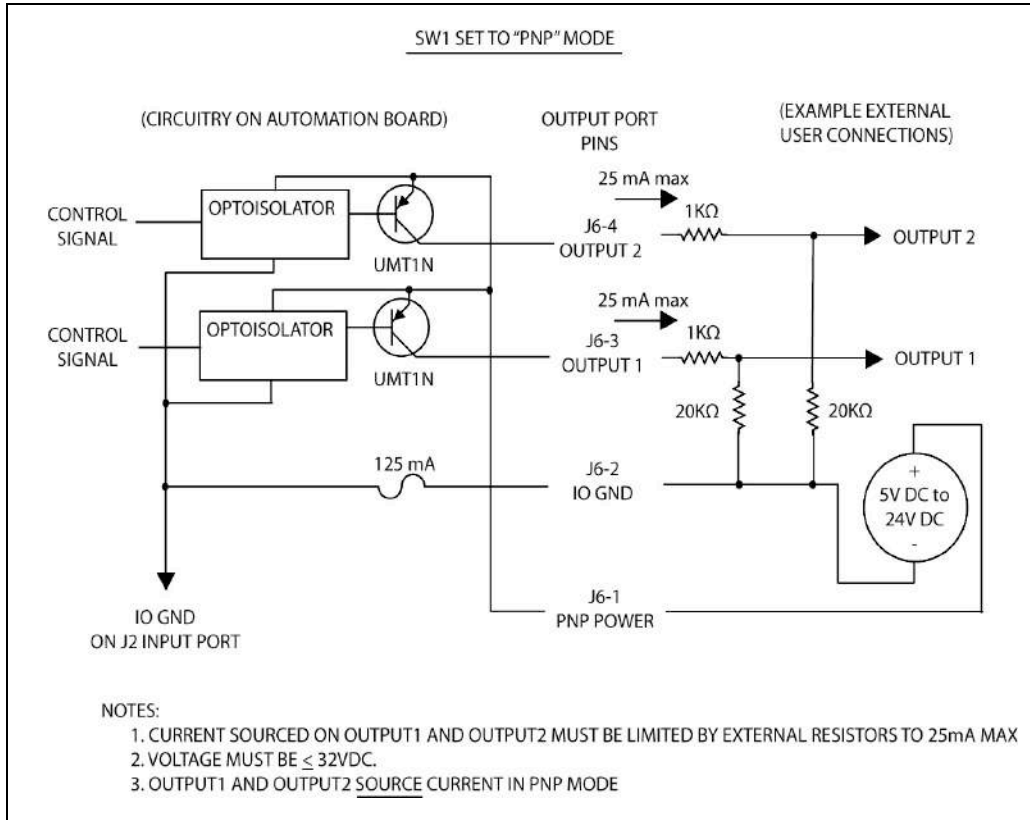 SW1 SET TO “PNP” MODE
(CIRCUITRY ON AUTOMATION BOARD)
OUTPUT PORT
PINS
(EXAMPLE EXTERNAL
USER CONNECTIONS)
25 mA max
1KΩ
CONTROL
SIGNAL
OPTOISOLATOR
UMT1N
J6-4
OUTPUT 2
OUTPUT 2
25 mA max
1KΩ
CONTROL
SIGNAL
OPTOISOLATOR
UMT1N
J6-3
OUTPUT 1
OUTPUT 1
20KΩ
20KΩ
125 mA
J6-2
IO GND
+
5V DC to
24V DC
-
J6-1
PNP POWER
IO GND
ON J2 INPUT PORT
NOTES:
1. CURRENT SOURCED ON OUTPUT1 AND OUTPUT2 MUST BE LIMITED BY EXTERNAL RESISTORS TO 25mA MAX
2. VOLTAGE MUST BE ≤ 32VDC.
3. OUTPUT1 AND OUTPUT2 SOURCE CURRENT IN PNP MODE